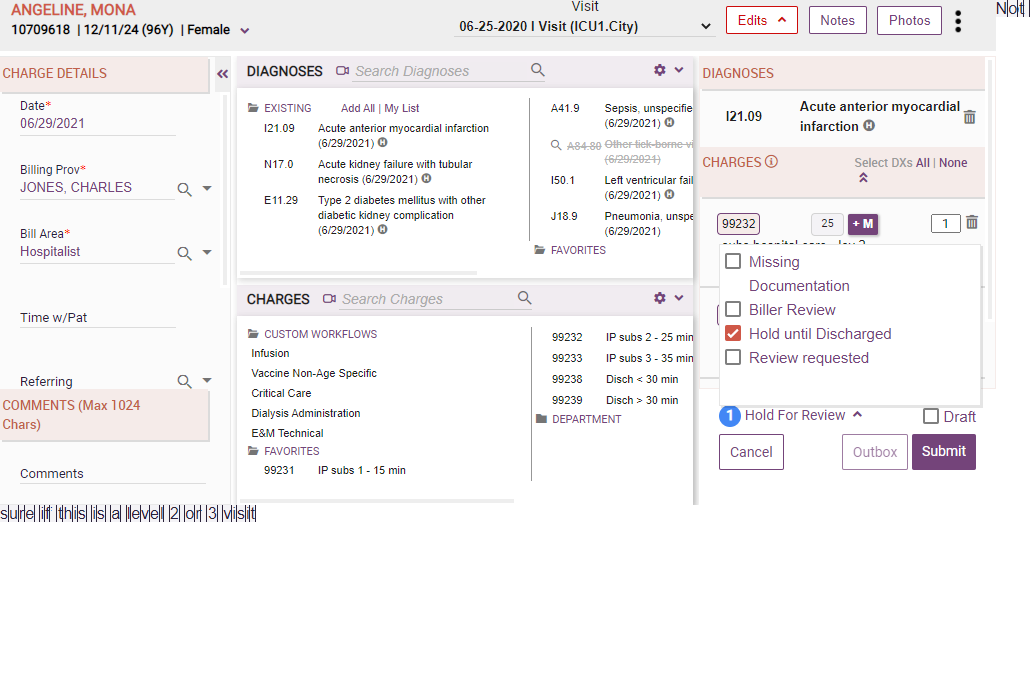 ANGELINE, MONA
10709618 | 12/11/24 (96Y) | Female
Visit
06-25-2020 I Visit (ICU1.City)
Edits
Notes
Photos
Not
CHARGE DETAILS
Date*
06/29/2021
Billing Prov*
JONES, CHARLES
Bill Area*
Hospitalist
Time w/Pat
Referring
COMMENTS (Max 1024
Chars)
Comments
DIAGNOSES
Search Diagnoses
EXISTING
Add All | My List
I21.09 Acute anterior myocardial infarction
(6/29/2021) H
N17.0 Acute kidney failure with tubular
necrosis (6/29/2021) H
E11.29 Type 2 diabetes mellitus with other
diabetic kidney complication
(6/29/2021) H
A41.9 Sepsis, unspecifie
(6/29/2021) H
A84.80 Other tick-borne vi
(6/29/2021)
I50.1 Left ventricular fail
(6/29/2021) H
J18.9 Pneumonia, unspe
(6/29/2021)
FAVORITES
CHARGES
Search Charges
CUSTOM WORKFLOWS
Infusion
Vaccine Non-Age Specific
Critical Care
Dialysis Administration
E&M Technical
FAVORITES
99231 IP subs 1 - 15 min
99232 IP subs 2 - 25 min
99233 IP subs 3 - 35 min
99238 Disch < 30 min
99239 Disch > 30 min
DEPARTMENT
DIAGNOSES
I21.09 Acute anterior myocardial
infarction H
CHARGES
Select DXs All | None
99232 25 + M 1
Missing
Documentation
Biller Review
Hold until Discharged
Review requested
1 Hold For Review
Draft
Cancel
Outbox
Submit
sure if this is a level 2 or 3 visit